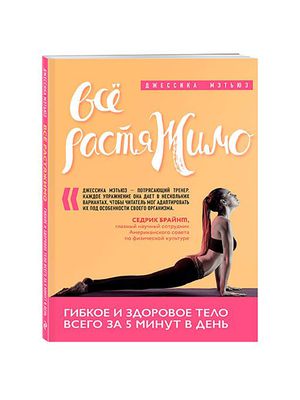 ДЖЕССИКА МЭТЬЮЗ
всё
растяЖимо
«
ДЖЕССИКА МЭТЬЮЗ – ПОТРЯСАЮЩИЙ ТРЕНЕР.
КАЖДОЕ УПРАЖНЕНИЕ ОНА ДАЕТ В НЕСКОЛЬКИХ
ВАРИАНТАХ, ЧТОБЫ ЧИТАТЕЛЬ МОГ АДАПТИРОВАТЬ
ИХ ПОД ОСОБЕННОСТИ СВОЕГО ОРГАНИЗМА.
СЕДРИК БРАЙНТ,
главный научный сотрудник
Американского совета
по физической культуре
ГИБКОЕ И ЗДОРОВОЕ ТЕЛО
ВСЕГО ЗА 5 МИНУТ В ДЕНЬ